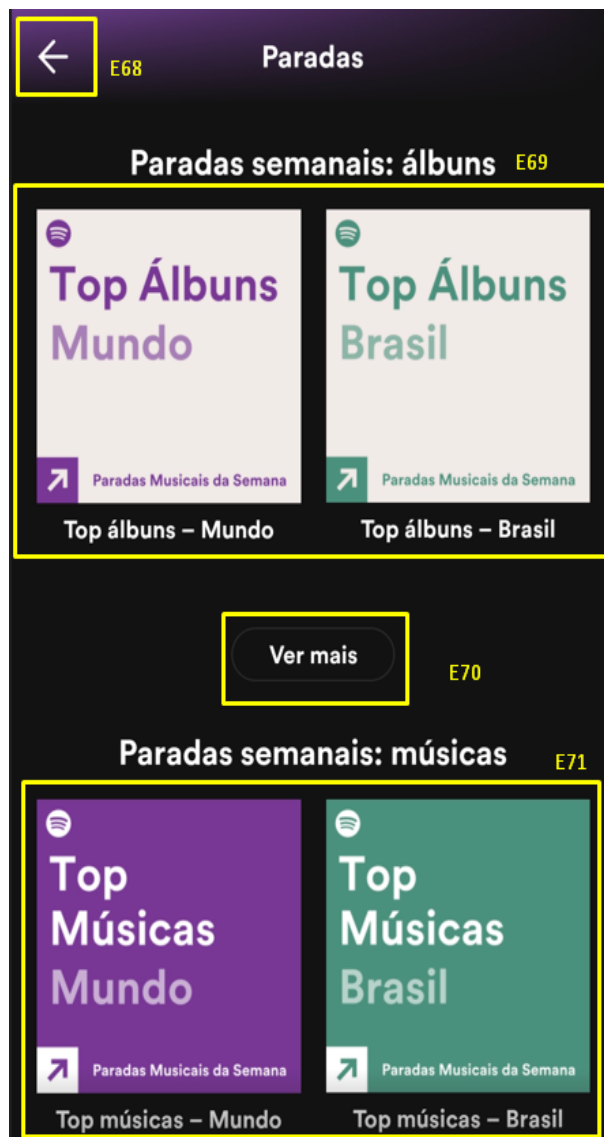 E68
Paradas
Paradas semanais: álbuns
E69
Top Álbuns
Mundo
Paradas Musicais da Semana
Top álbuns – Mundo
Top Álbuns
Brasil
Paradas Musicais da Semana
Top álbuns – Brasil
Ver mais
E70
Paradas semanais: músicas
E71
Top
Músicas
Mundo
Paradas Musicais da Semana
Top músicas – Mundo
Top
Músicas
Brasil
Paradas Musicais da Semana
Top músicas – Brasil